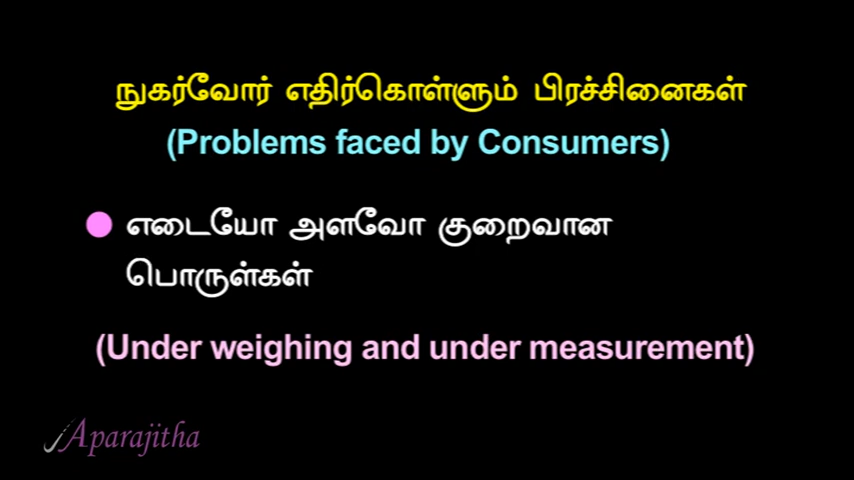 நுகர்வோர் எதிர்கொள்ளும் பிரச்சினைகள்
(Problems faced by Consumers)
எடையோ அளவோ குறைவான
பொருள்கள்
(Under weighing and under measurement)
Aparajitha